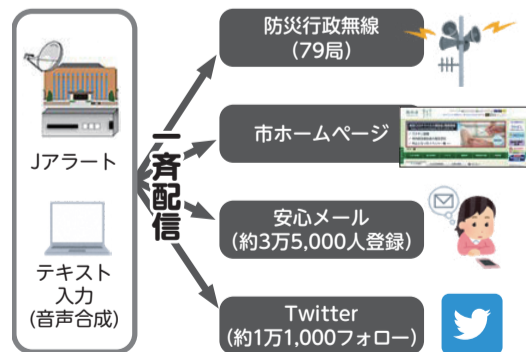 Jアラート
テキスト
入力
(音声合成)
一斉配信
防災行政無線
(79局)
市ホームページ
安心メール
(約3万5,000人登録)
Twitter
(約1万1,000フォロー)